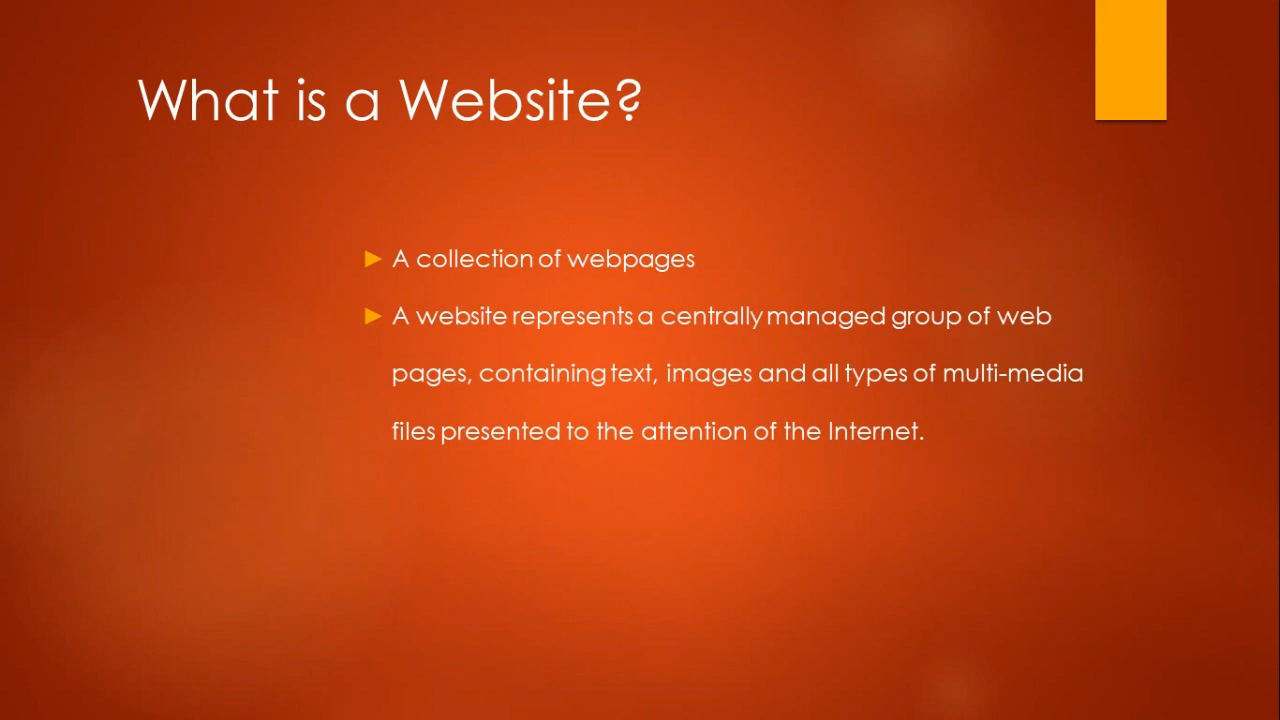 What is a Website?
A collection of webpages
A website represents a centrally managed group of web
pages, containing text, images and all types of multi-media
files presented to the attention of the Internet.